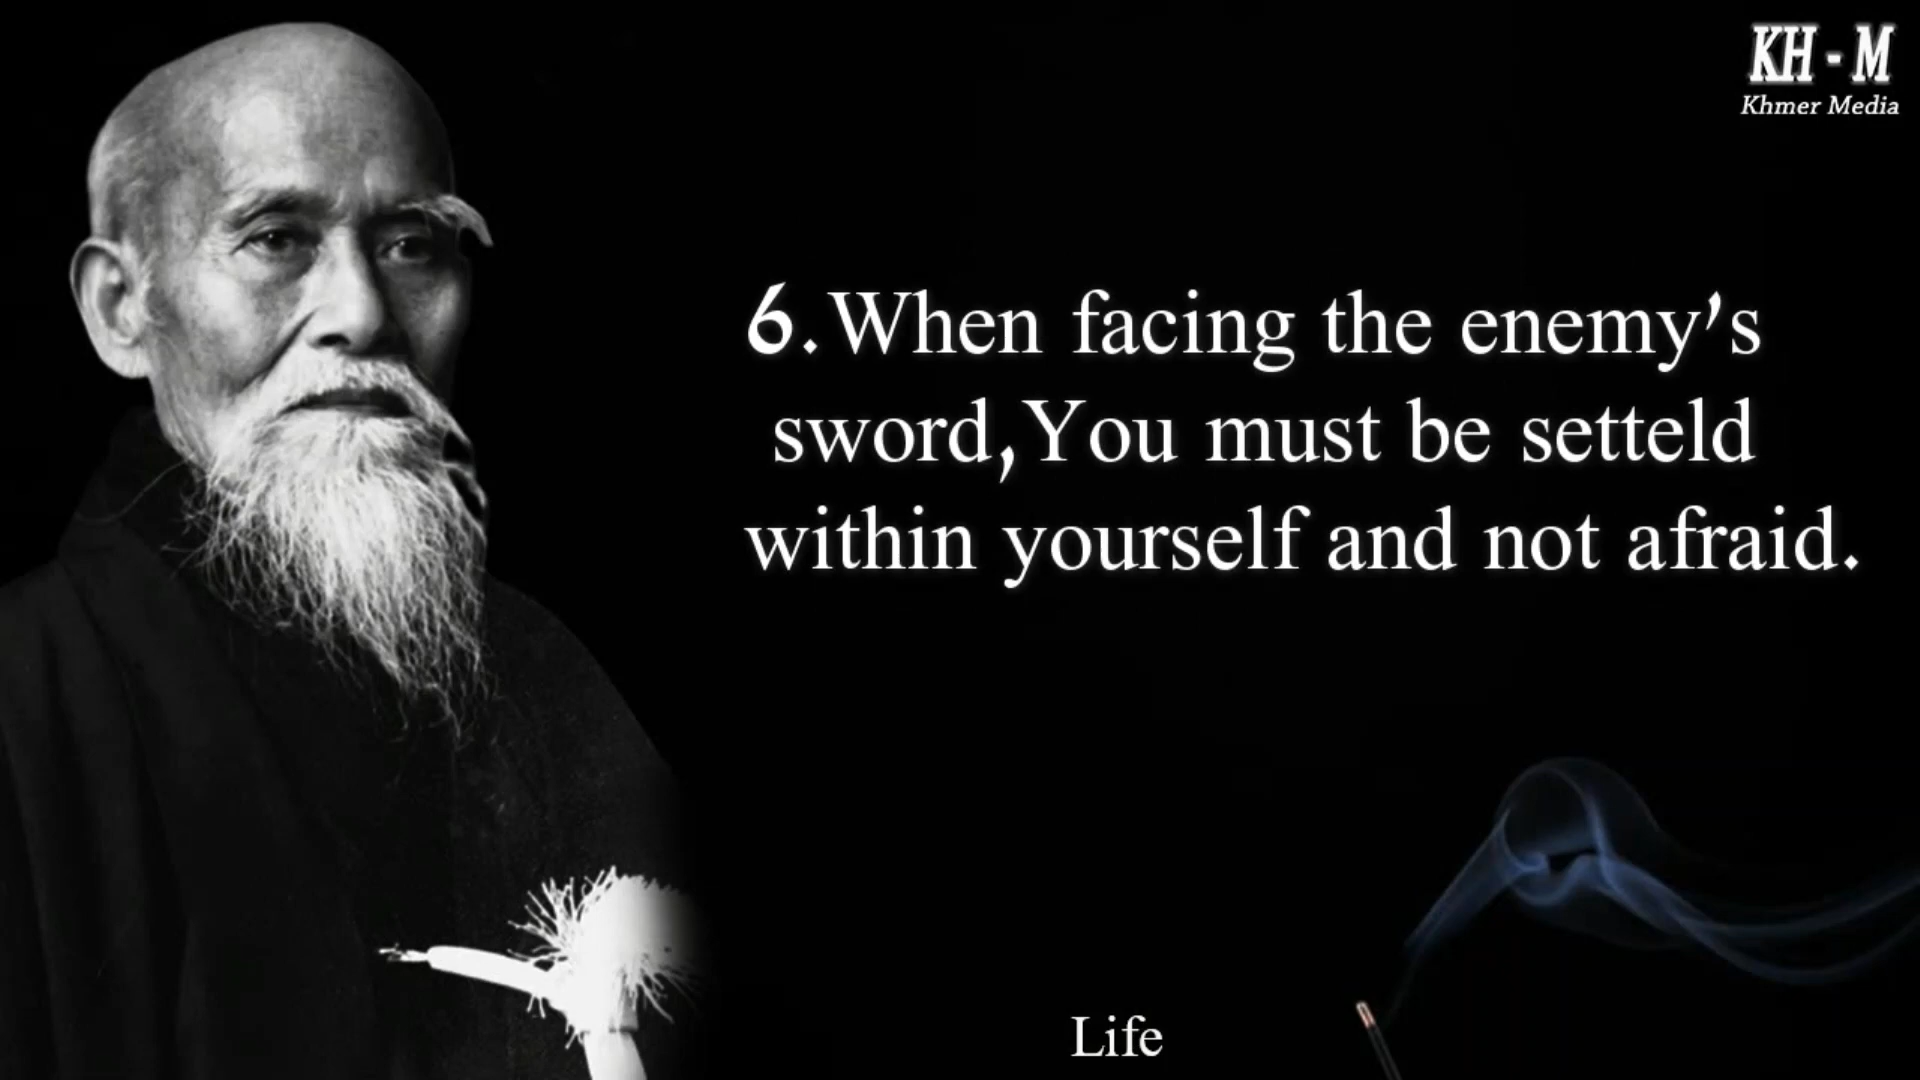 KH - M
Khmer Media
6.When facing the enemy's
sword,You must be setteld
within yourself and not afraid.
Life